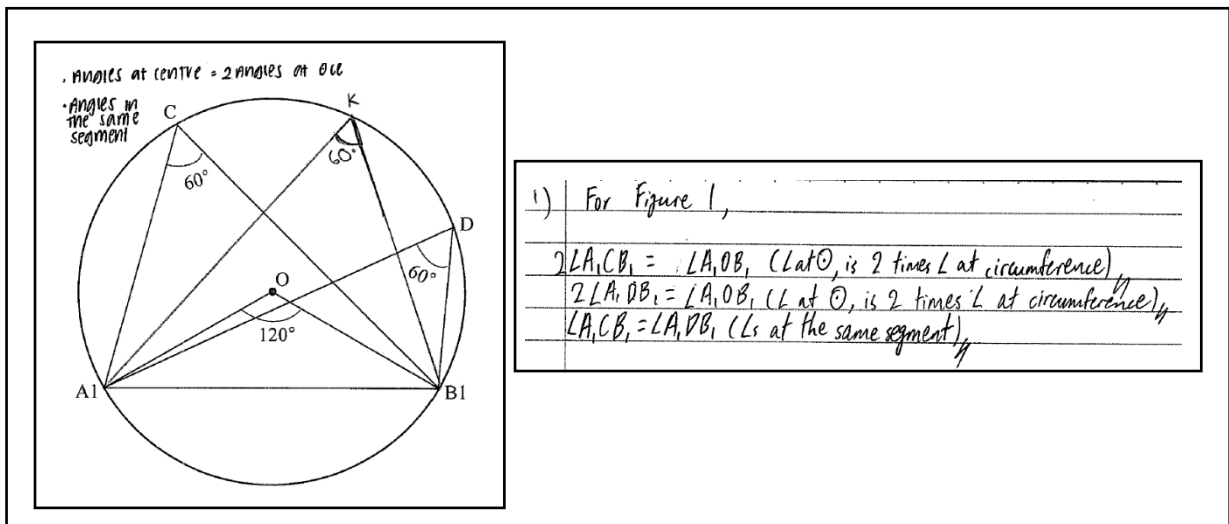 . Angles at centre = 2 Angles at Θce
• Angles in
the same
segment
C
K
60°
60°
D
60°
O
120°
A1
B1
1) For Figure 1,
2∠A₁CB₁ = ∠A₁OB₁ (∠at⊙, is 2 times ∠ at circumference)
2∠A₁DB₁ = ∠A₁OB₁ (∠ at ⊙, is 2 times ∠ at circumference)
∠A₁CB₁ = ∠A₁DB₁ (∠s at the same segment)